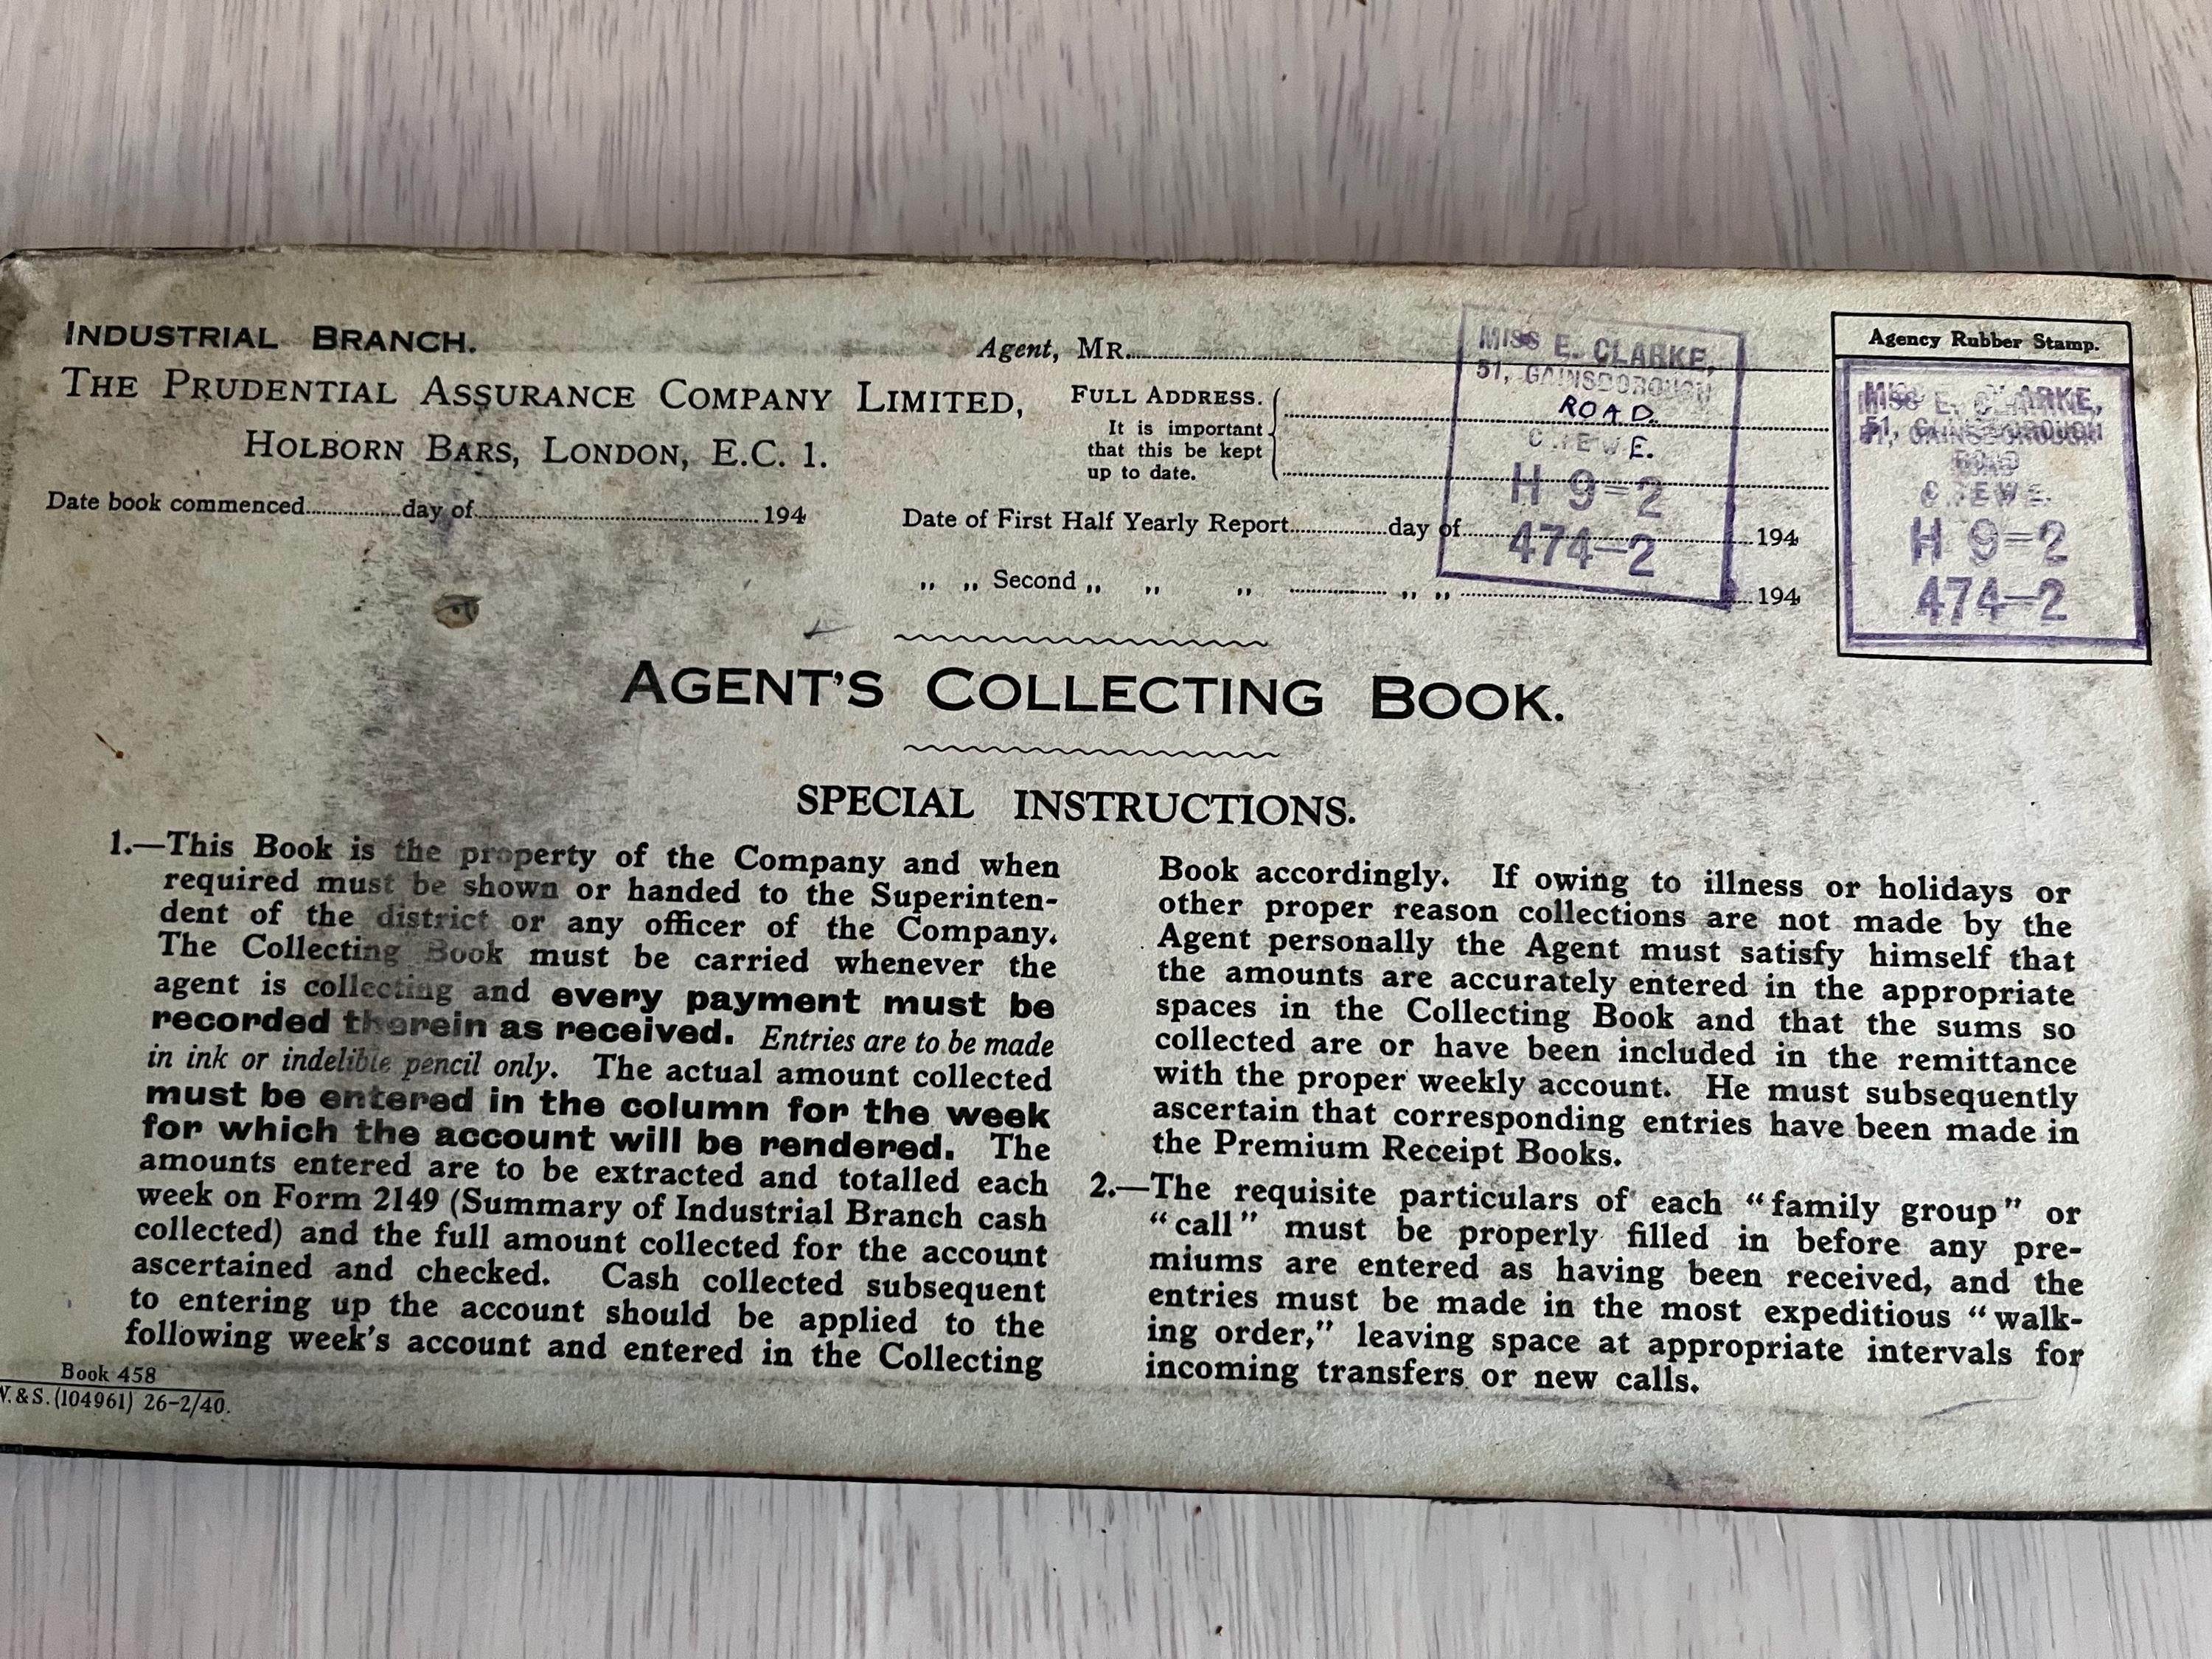 INDUSTRIAL BRANCH.
THE PRUDENTIAL ASSURANCE COMPANY LIMITED,
HOLBORN BARS, LONDON, E.C. 1.
Date book commenced............day of.......................................194
Agent, MR.
FULL ADDRESS.
It is important
that this be kept
up to date.
Date of First Half Yearly Report.............day of.......................................194
„ „ Second „ „ „ ............. „ „ .......................................194
MISS E. CLARKE,
51, GAINSBOROUGH
ROAD
C.EWE.
H 9=2
474-2
Agency Rubber Stamp.
MISS E. CLARKE,
51, GAINSBOROUGH
ROAD
C.EWE.
H 9=2
474-2
AGENT'S COLLECTING BOOK.
SPECIAL INSTRUCTIONS.
1.—This Book is the property of the Company and when
required must be shown or handed to the Superinten-
dent of the district or any officer of the Company.
The Collecting Book must be carried whenever the
agent is collecting and every payment must be
recorded therein as received. Entries are to be made
in ink or indelible pencil only. The actual amount collected
must be entered in the column for the week
for which the account will be rendered. The
amounts entered are to be extracted and totalled each
week on Form 2149 (Summary of Industrial Branch cash
collected) and the full amount collected for the account
ascertained and checked. Cash collected subsequent
to entering up the account should be applied to the
following week's account and entered in the Collecting
Book accordingly. If owing to illness or holidays or
other proper reason collections are not made by the
Agent personally the Agent must satisfy himself that
the amounts are accurately entered in the appropriate
spaces in the Collecting Book and that the sums so
collected are or have been included in the remittance
with the proper weekly account. He must subsequently
ascertain that corresponding entries have been made in
the Premium Receipt Books.
2.—The requisite particulars of each "family group" or
"call" must be properly filled in before any pre-
miums are entered as having been received, and the
entries must be made in the most expeditious "walk-
ing order," leaving space at appropriate intervals for
incoming transfers or new calls.
Book 458
W.&S. (104961) 26-2/40.